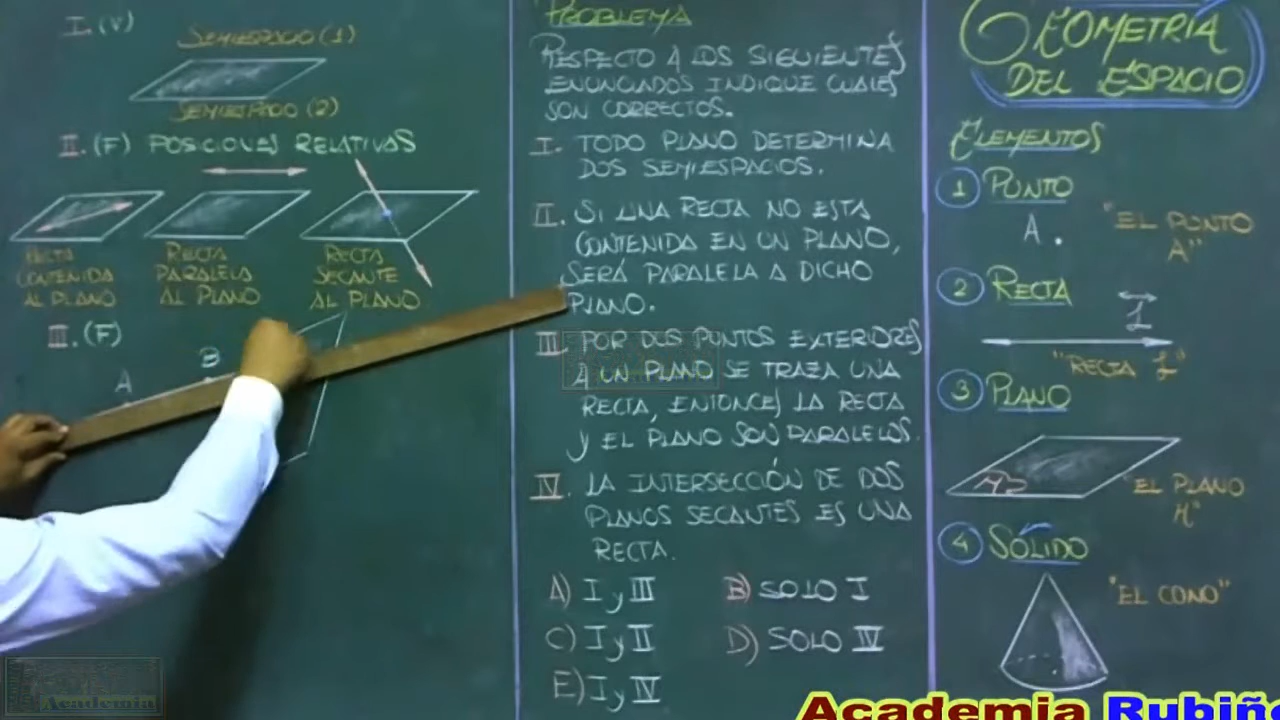 I. (V)
SEMIESPACIO (1)
SEMIESPACIO (2)
II. (F) POSICIONES RELATIVAS
RECTA
CONTENIDA
AL PLANO
RECTA
PARALELA
AL PLANO
RECTA
SECANTE
AL PLANO
III. (F)
A
B
PROBLEMA
RESPECTO A LOS SIGUIENTES
ENUNCIADOS INDIQUE CUALES
SON CORRECTOS.
I. TODO PLANO DETERMINA
DOS SEMIESPACIOS.
II. SI UNA RECTA NO ESTA
CONTENIDA EN UN PLANO,
SERÁ PARALELA A DICHO
PLANO.
III. POR DOS PUNTOS EXTERIORES
A UN PLANO SE TRAZA UNA
RECTA, ENTONCES LA RECTA
y EL PLANO SON PARALELOS.
IV. LA INTERSECCIÓN DE DOS
PLANOS SECANTES ES UNA
RECTA.
A) I y III
B) SOLO I
C) I y II
D) SOLO IV
E) I y IV
GEOMETRIA
DEL ESPACIO
ELEMENTOS
1 PUNTO
A .
"EL PUNTO
A"
2 RECTA
L
"RECTA L"
3 PLANO
H
"EL PLANO
H"
4 SÓLIDO
"EL CONO"
Academia
Academia Rubiñ